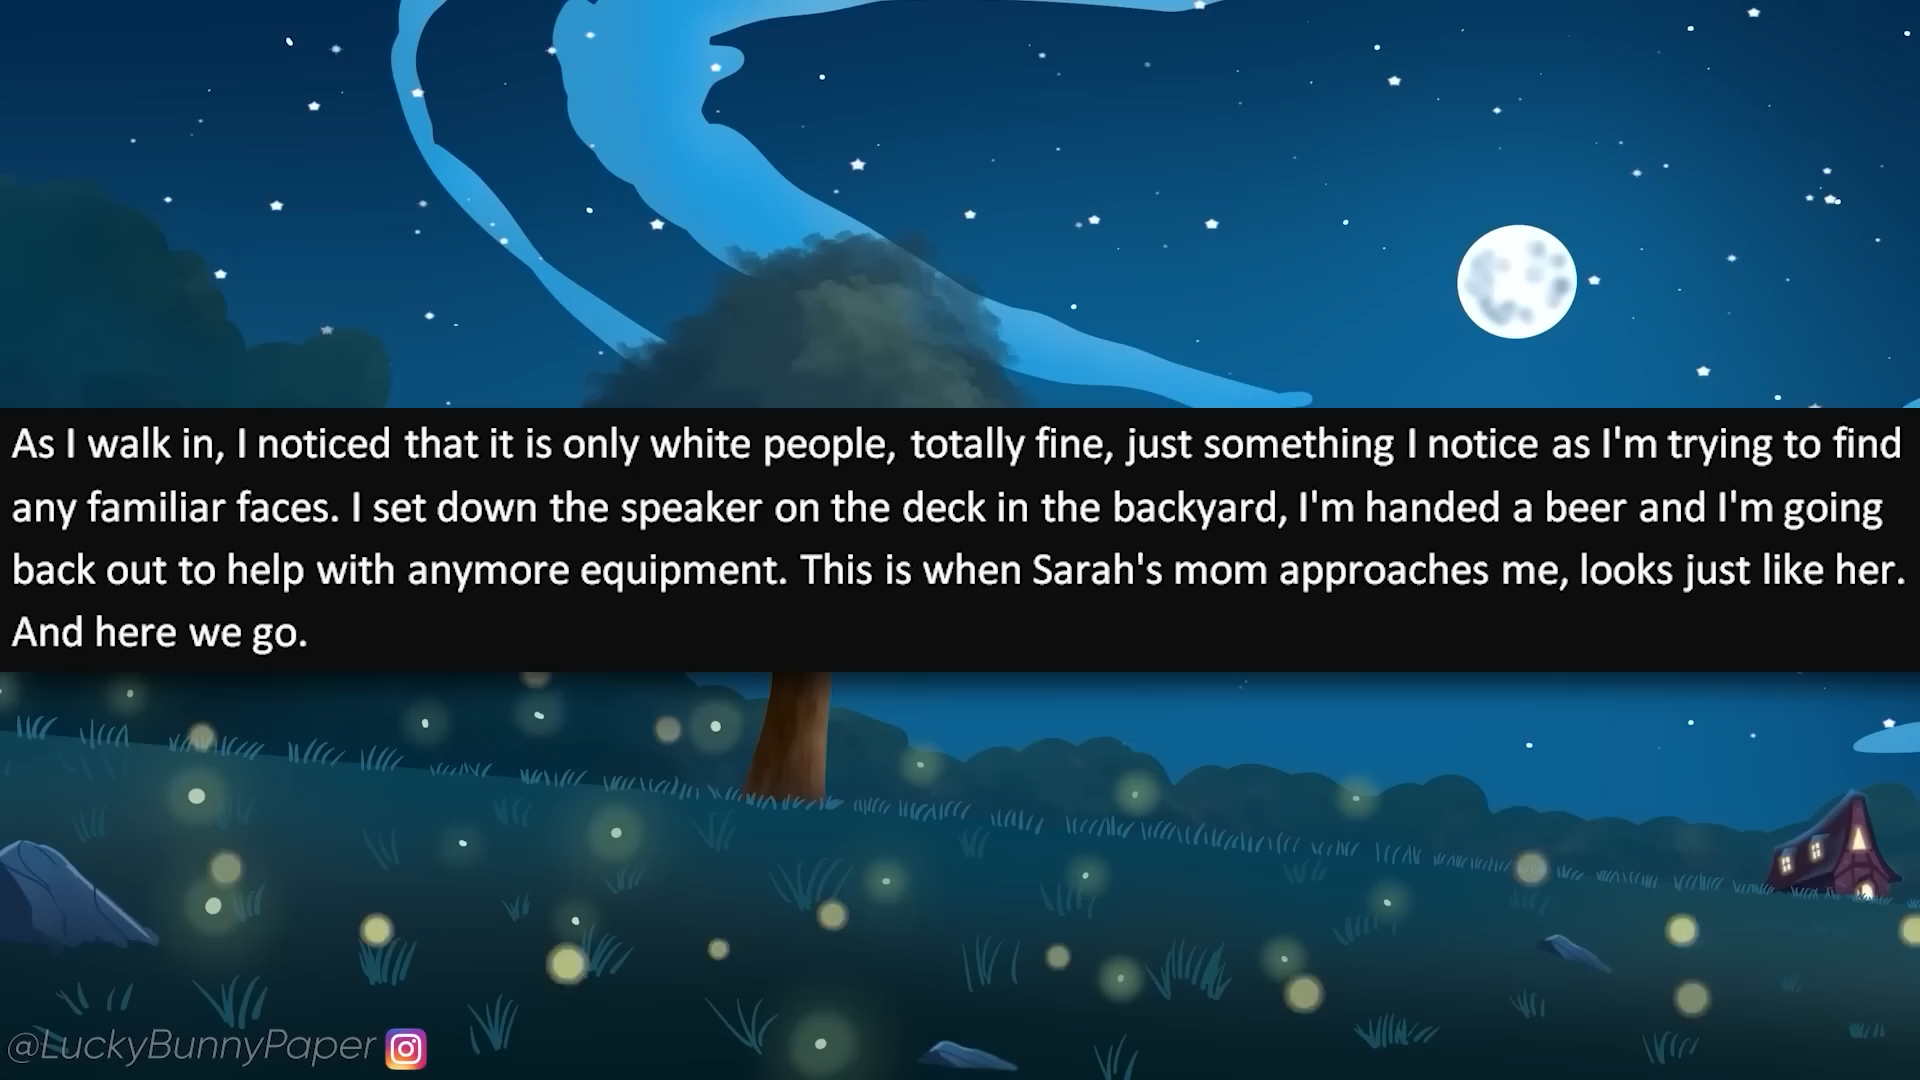 As I walk in, I noticed that it is only white people, totally fine, just something I notice as I'm trying to find
any familiar faces. I set down the speaker on the deck in the backyard, I'm handed a beer and I'm going
back out to help with anymore equipment. This is when Sarah's mom approaches me, looks just like her.
And here we go.
@LuckyBunnyPaper